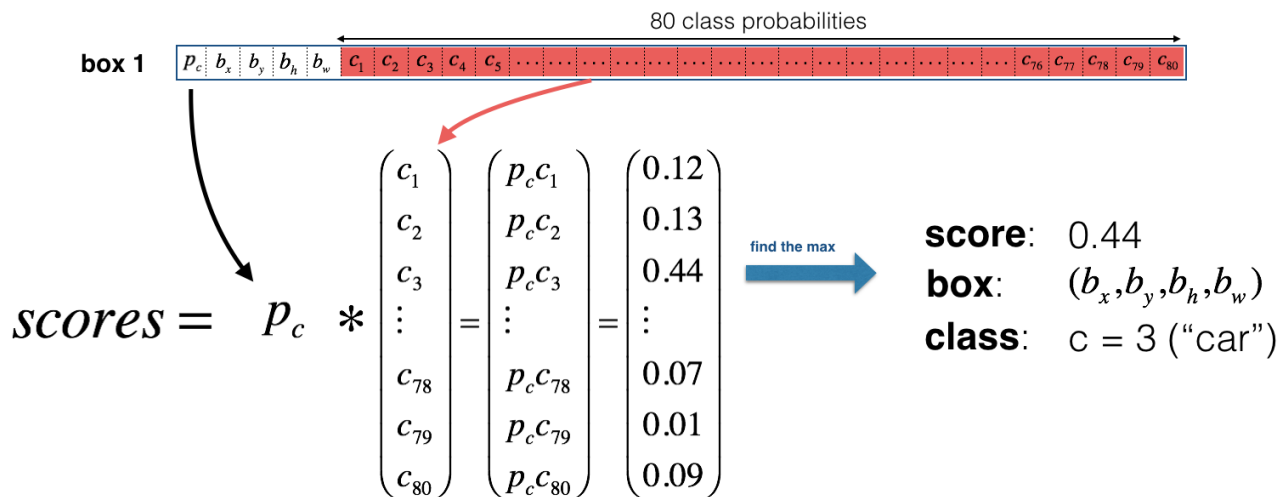 80 class probabilities
box 1 p_c b_x b_y b_h b_w c_1 c_2 c_3 c_4 c_5 ... ... ... ... ... ... ... ... ... ... ... ... ... ... ... c_76 c_77 c_78 c_79 c_80
scores = p_c * (c_1 c_2 c_3 ⋮ c_78 c_79 c_80) = (p_c c_1 p_c c_2 p_c c_3 ⋮ p_c c_78 p_c c_79 p_c c_80) = (0.12 0.13 0.44 ⋮ 0.07 0.01 0.09)
find the max
score: 0.44
box: (b_x,b_y,b_h,b_w)
class: c = 3 (“car”)